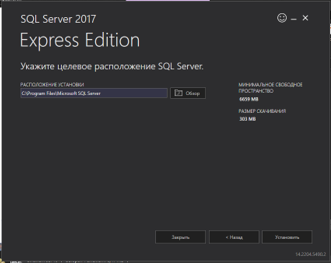 SQL Server 2017
Express Edition
Укажите целевое расположение SQL Server.
РАСПОЛОЖЕНИЕ УСТАНОВКИ
C:\Program Files\Microsoft SQL Server
Обзор
МИНИМАЛЬНОЕ СВОБОДНОЕ
ПРОСТРАНСТВО:
6659 MB
РАЗМЕР СКАЧИВАНИЯ
303 MB
Закрыть
< Назад
Установить